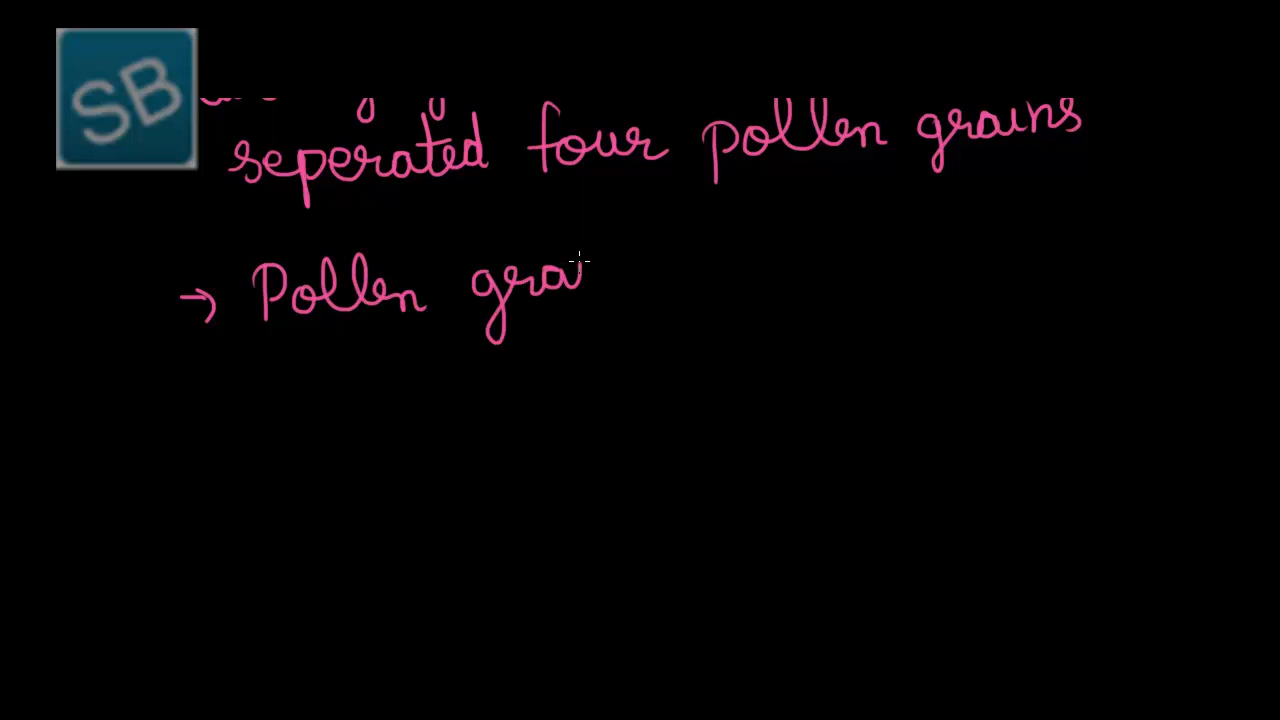 SB
seperated four pollen grains
→ Pollen gra